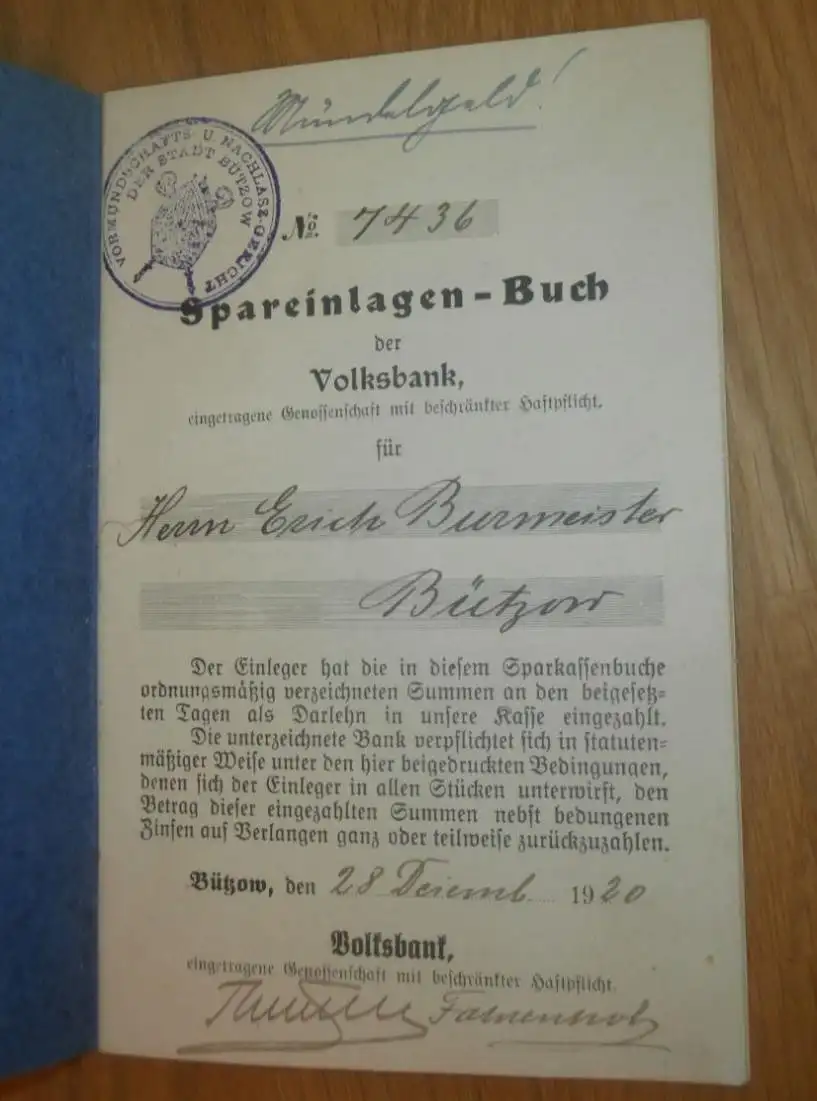 Mündelgeld!
VORMUNDSCHAFTS U. NACHLASZ-GERICHT
DER STADT BÜTZOW
No. 7436
Spareinlagen-Buch
der
Volksbank,
eingetragene Genoſſenſchaft mit beſchränkter Haftpflicht.
für
Herrn Erich Burmeister
Bützow
Der Einleger hat die in dieſem Sparkaſſenbuche
ordnungsmäßig verzeichneten Summen an den beigeſetz-
ten Tagen als Darlehn in unſere Kaſſe eingezahlt.
Die unterzeichnete Bank verpflichtet ſich in ſtatuten-
mäßiger Weiſe unter den hier beigedruckten Bedingungen,
denen ſich der Einleger in allen Stücken unterwirft, den
Betrag dieſer eingezahlten Summen nebſt bedungenen
Zinſen auf Verlangen ganz oder teilweiſe zurückzuzahlen.
Bützow, den 28 Dezemb. 1920
Volksbank,
eingetragene Genoſſenſchaft mit beſchränkter Haftpflicht.
Fahrenholz